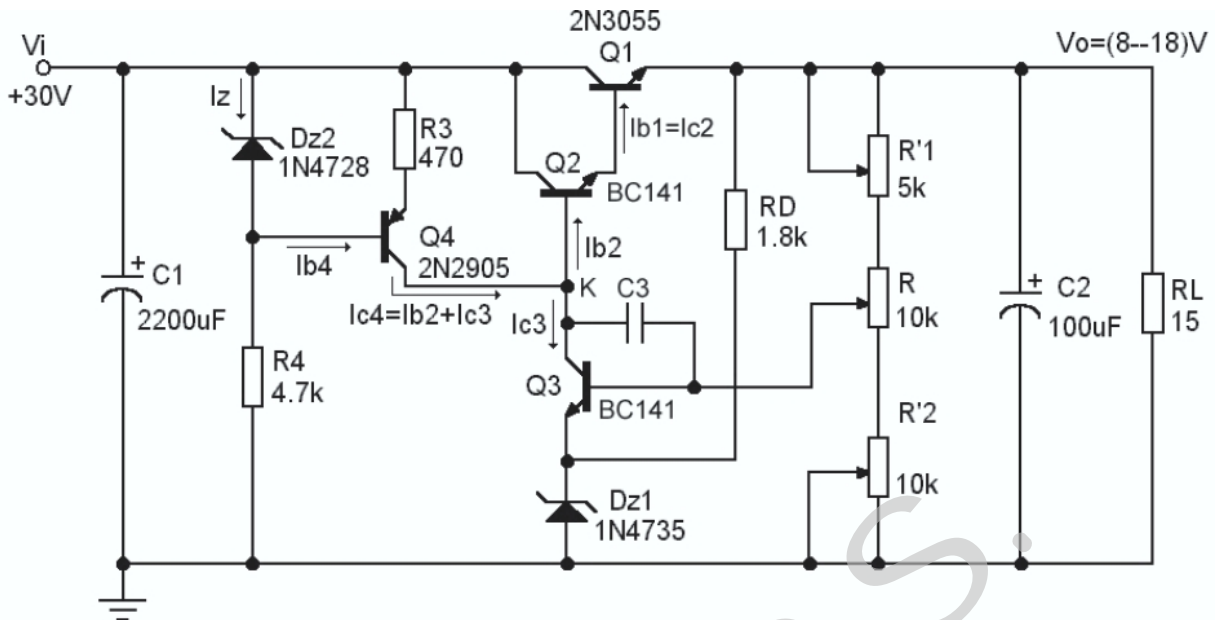 2N3055
Vi
Q1
Vo=(8--18)V
+30V
Iz
Dz2
1N4728
R3
470
Ib1=Ic2
Q2
BC141
R'1
5k
RD
1.8k
Q4
2N2905
Ib4
Ib2
K
C3
Ic4=Ib2+Ic3
Ic3
R
10k
+
C1
2200uF
+
C2
100uF
RL
15
R4
4.7k
Q3
BC141
R'2
10k
Dz1
1N4735
S.